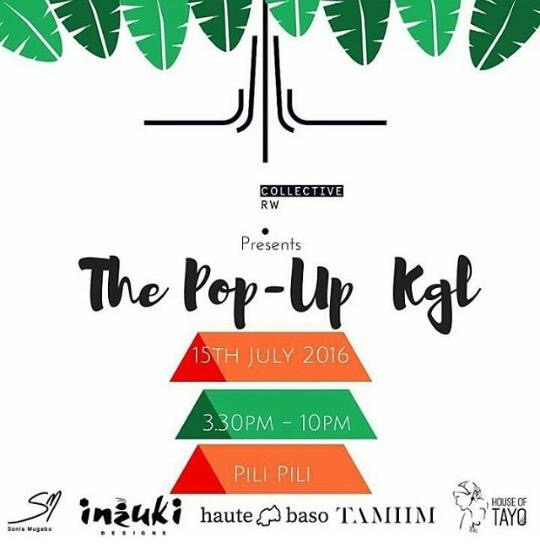 COLLECTIVE
RW
Presents
The Pop-Up Kgl
15TH JULY 2016
3.30PM – 10PM
PILI PILI
SM
Sonia Mugabo
inzuki
DESIGNS
haute baso
TAMIIM
HOUSE OF
TAYO